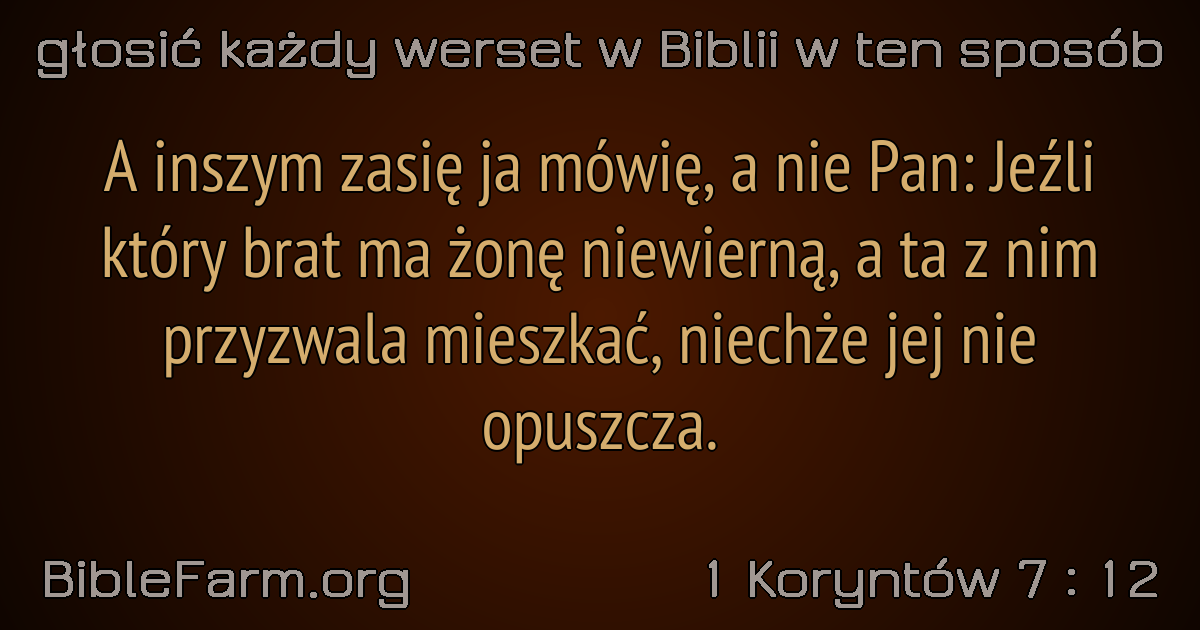 głosić każdy werset w Biblii w ten sposób
A inszym zasię ja mówię, a nie Pan: Jeźli
który brat ma żonę niewierną, a ta z nim
przyzwala mieszkać, niechże jej nie
opuszcza.
BibleFarm.org
1 Koryntów 7 : 12